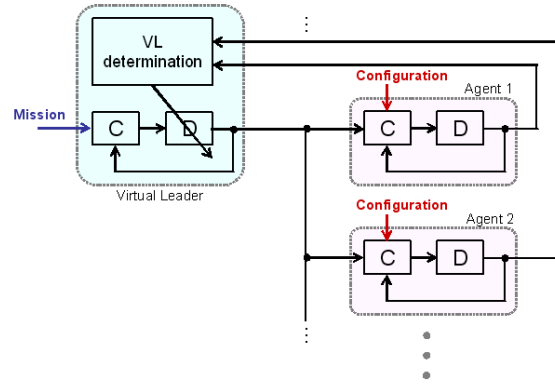 VL
determination
Mission
C
D
Virtual Leader
Configuration
Agent 1
C
D
Configuration
Agent 2
C
D